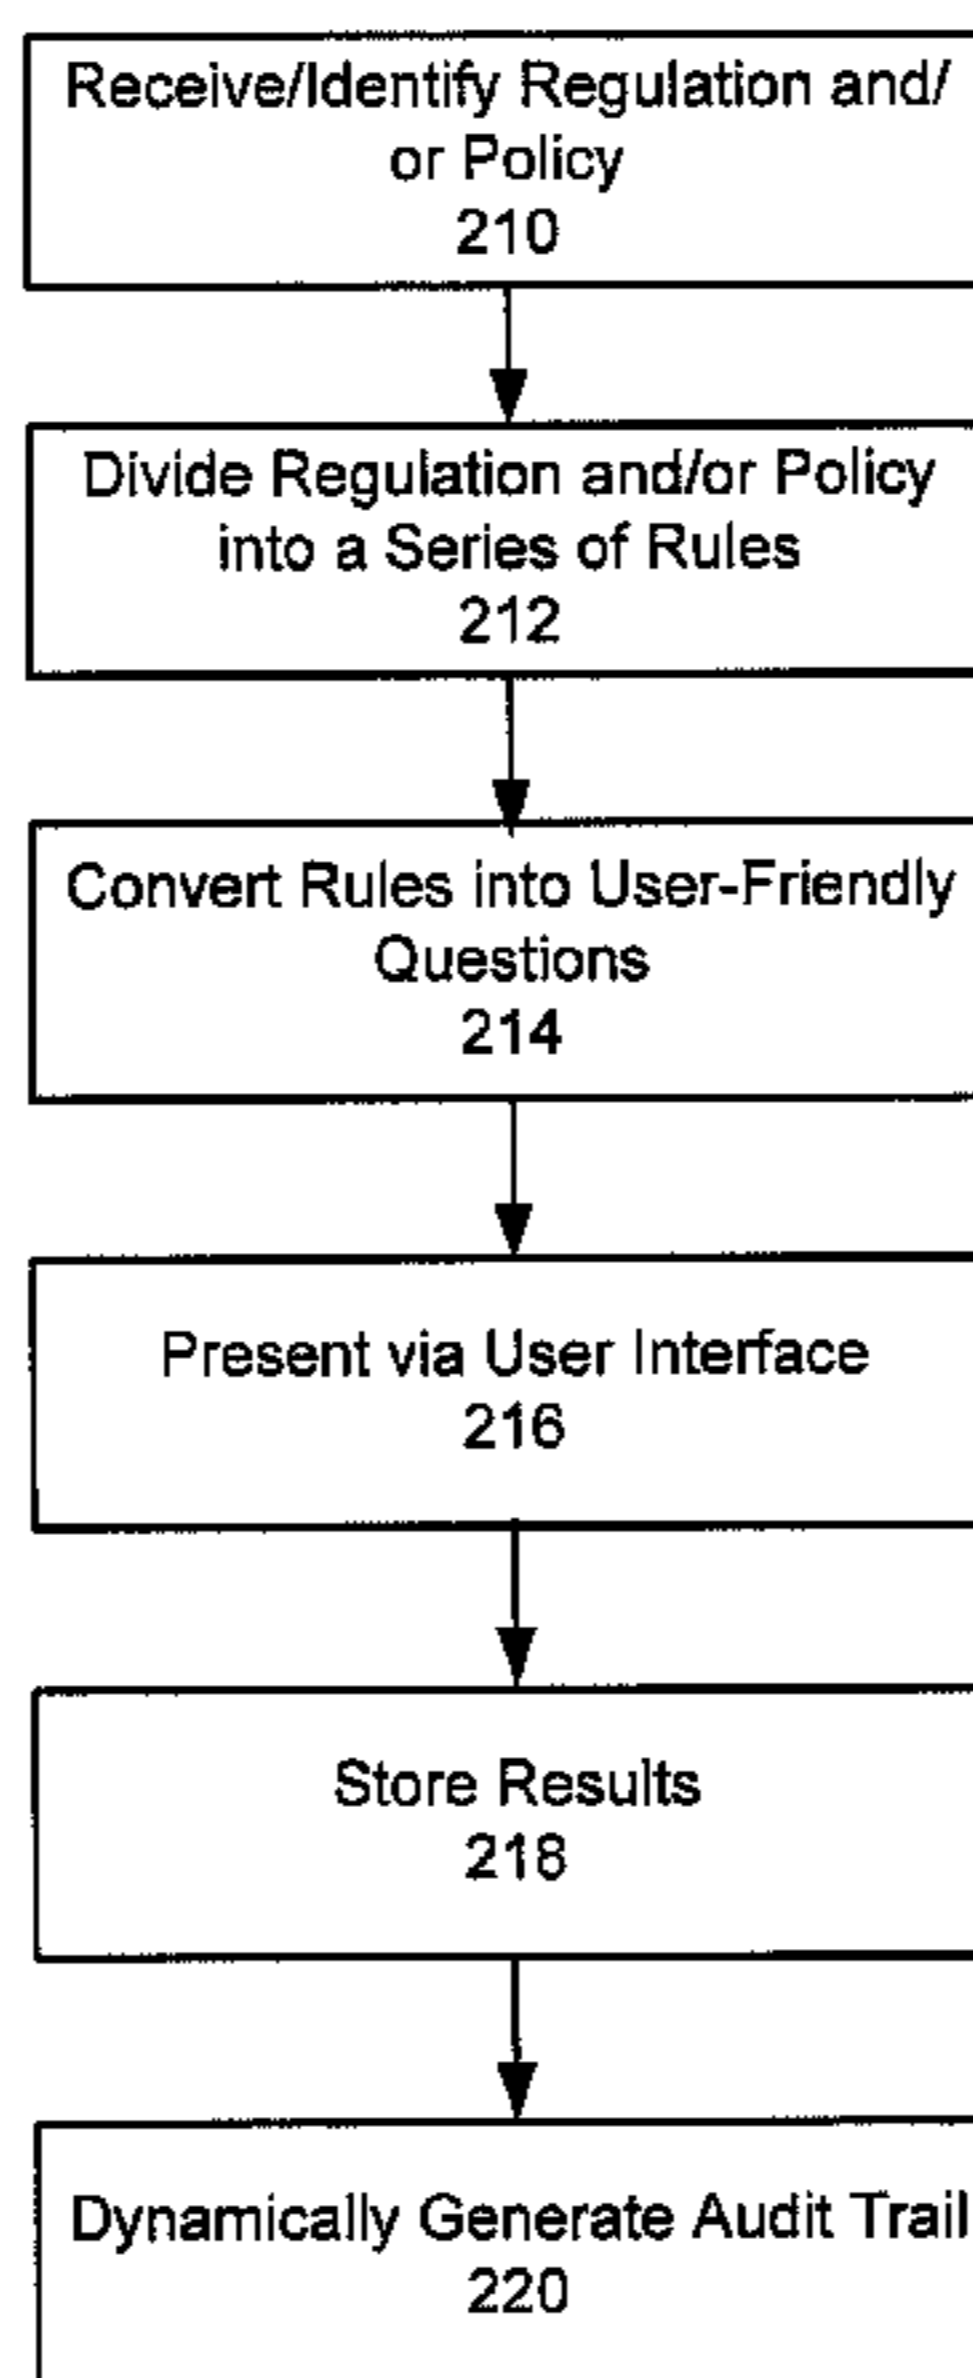 Receive/Identify Regulation and/
or Policy
210
Divide Regulation and/or Policy
into a Series of Rules
212
Convert Rules into User-Friendly
Questions
214
Present via User Interface
216
Store Results
218
Dynamically Generate Audit Trail
220